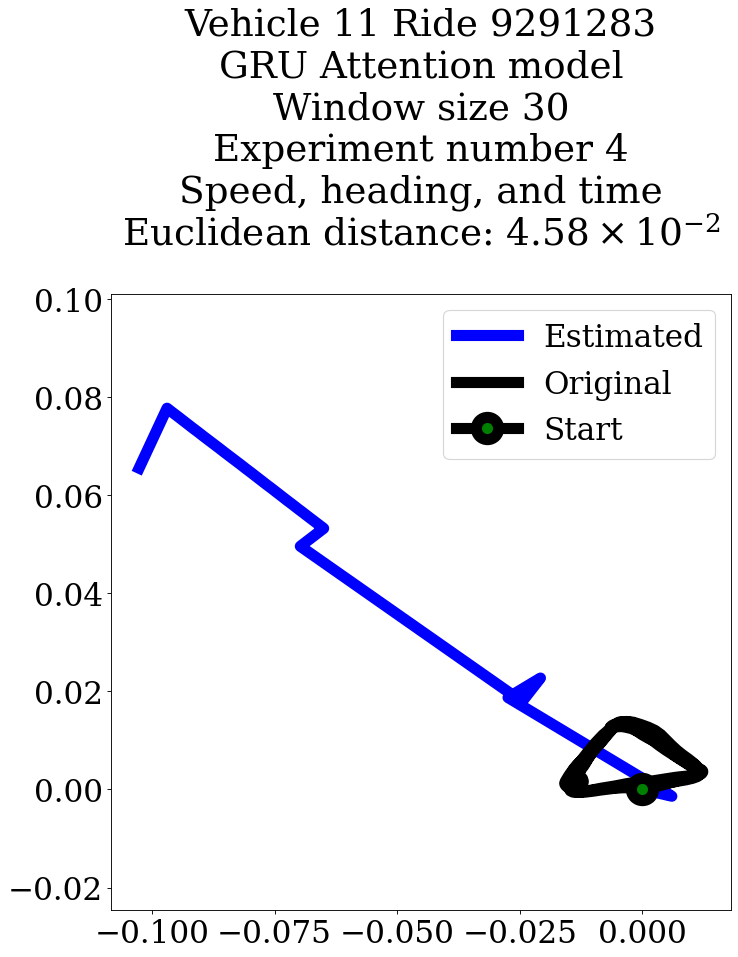 Vehicle 11 Ride 9291283
GRU Attention model
Window size 30
Experiment number 4
Speed, heading, and time
Euclidean distance: 4.58 × 10⁻²
0.10
0.08
0.06
0.04
0.02
0.00
−0.02
Estimated
Original
Start
−0.100 −0.075 −0.050 −0.025 0.000